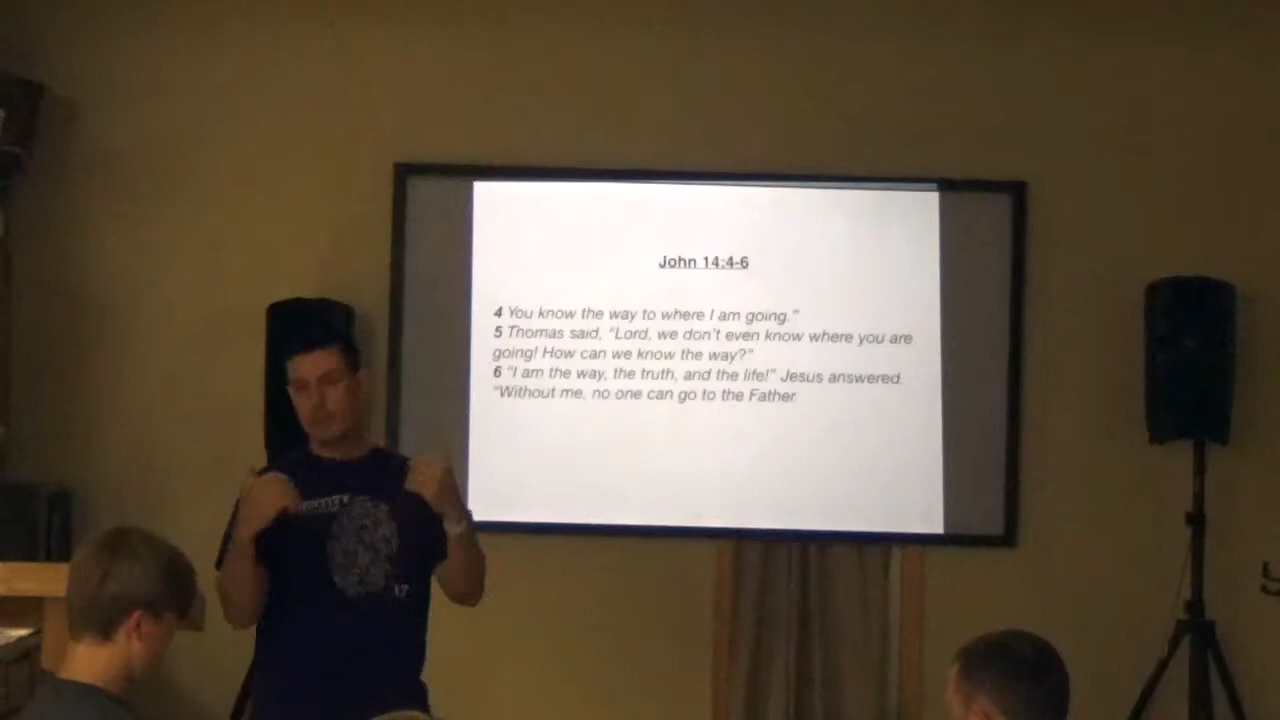 John 14:4-6
4 You know the way to where I am going."
5 Thomas said, "Lord, we don't even know where you are
going! How can we know the way?"
6 "I am the way, the truth, and the life!" Jesus answered.
"Without me, no one can go to the Father